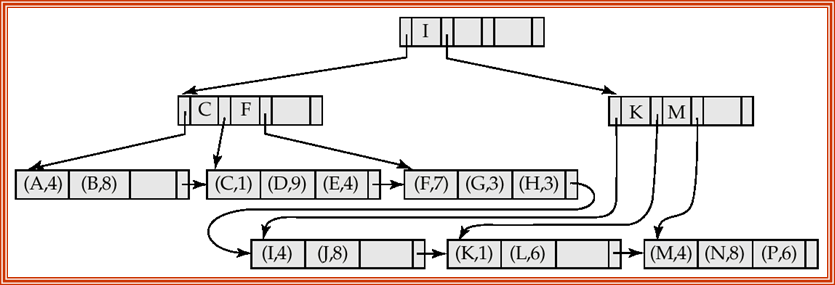 I
C F
K M
(A,4) (B,8) (C,1) (D,9) (E,4) (F,7) (G,3) (H,3)
(I,4) (J,8) (K,1) (L,6) (M,4) (N,8) (P,6)